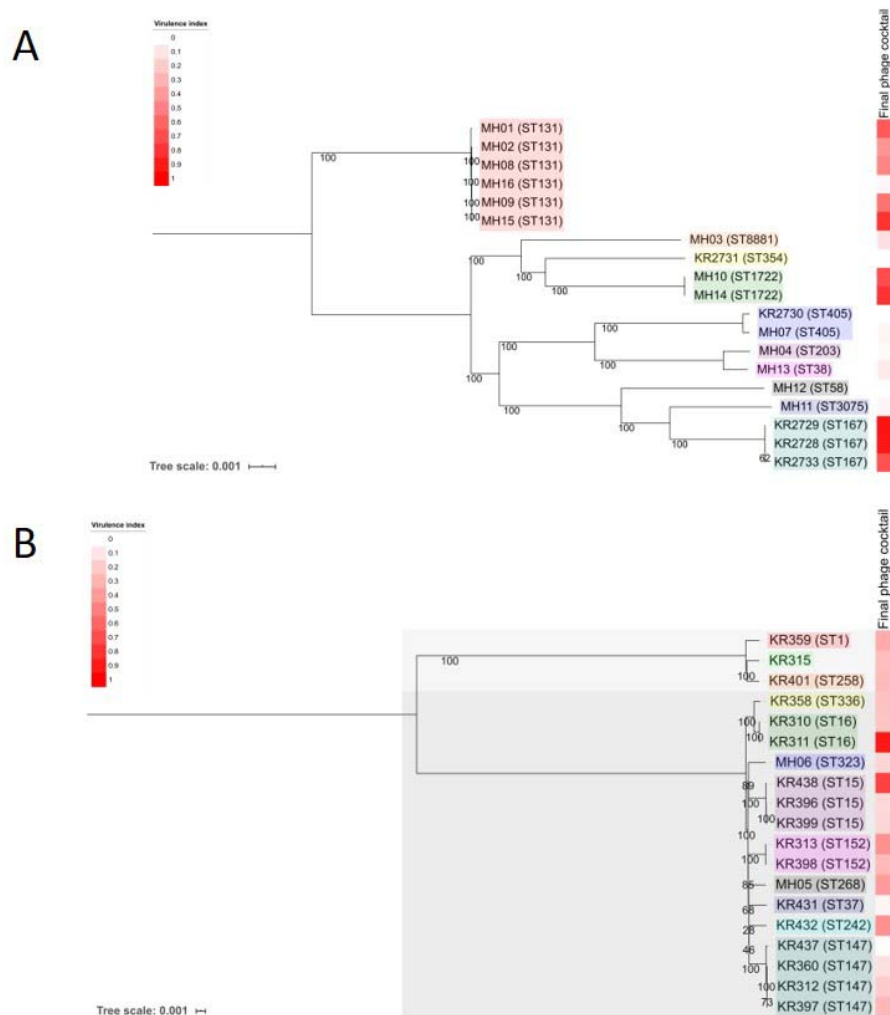 A
Virulence index
0
0.1
0.2
0.3
0.4
0.5
0.6
0.7
0.8
0.9
1
Final phage cocktail
MH01 (ST131)
MH02 (ST131)
100
100
MH08 (ST131)
100
MH16 (ST131)
100
MH09 (ST131)
100
MH15 (ST131)
MH03 (ST8881)
100
KR2731 (ST354)
100
MH10 (ST1722)
100
MH14 (ST1722)
KR2730 (ST405)
100
MH07 (ST405)
100
MH04 (ST203)
100
MH13 (ST38)
100
MH12 (ST58)
100
MH11 (ST3075)
100
KR2729 (ST167)
100
KR2728 (ST167)
62
KR2733 (ST167)
Tree scale: 0.001
B
Virulence index
0
0.1
0.2
0.3
0.4
0.5
0.6
0.7
0.8
0.9
1
Final phage cocktail
KR359 (ST1)
100
KR315
100
KR401 (ST258)
KR358 (ST336)
100
KR310 (ST16)
100
KR311 (ST16)
MH06 (ST323)
89
KR438 (ST15)
100
KR396 (ST15)
100
KR399 (ST15)
100
KR313 (ST152)
100
KR398 (ST152)
85
MH05 (ST268)
68
KR431 (ST37)
28
KR432 (ST242)
46
KR437 (ST147)
100
KR360 (ST147)
100
KR312 (ST147)
73
KR397 (ST147)
Tree scale: 0.001